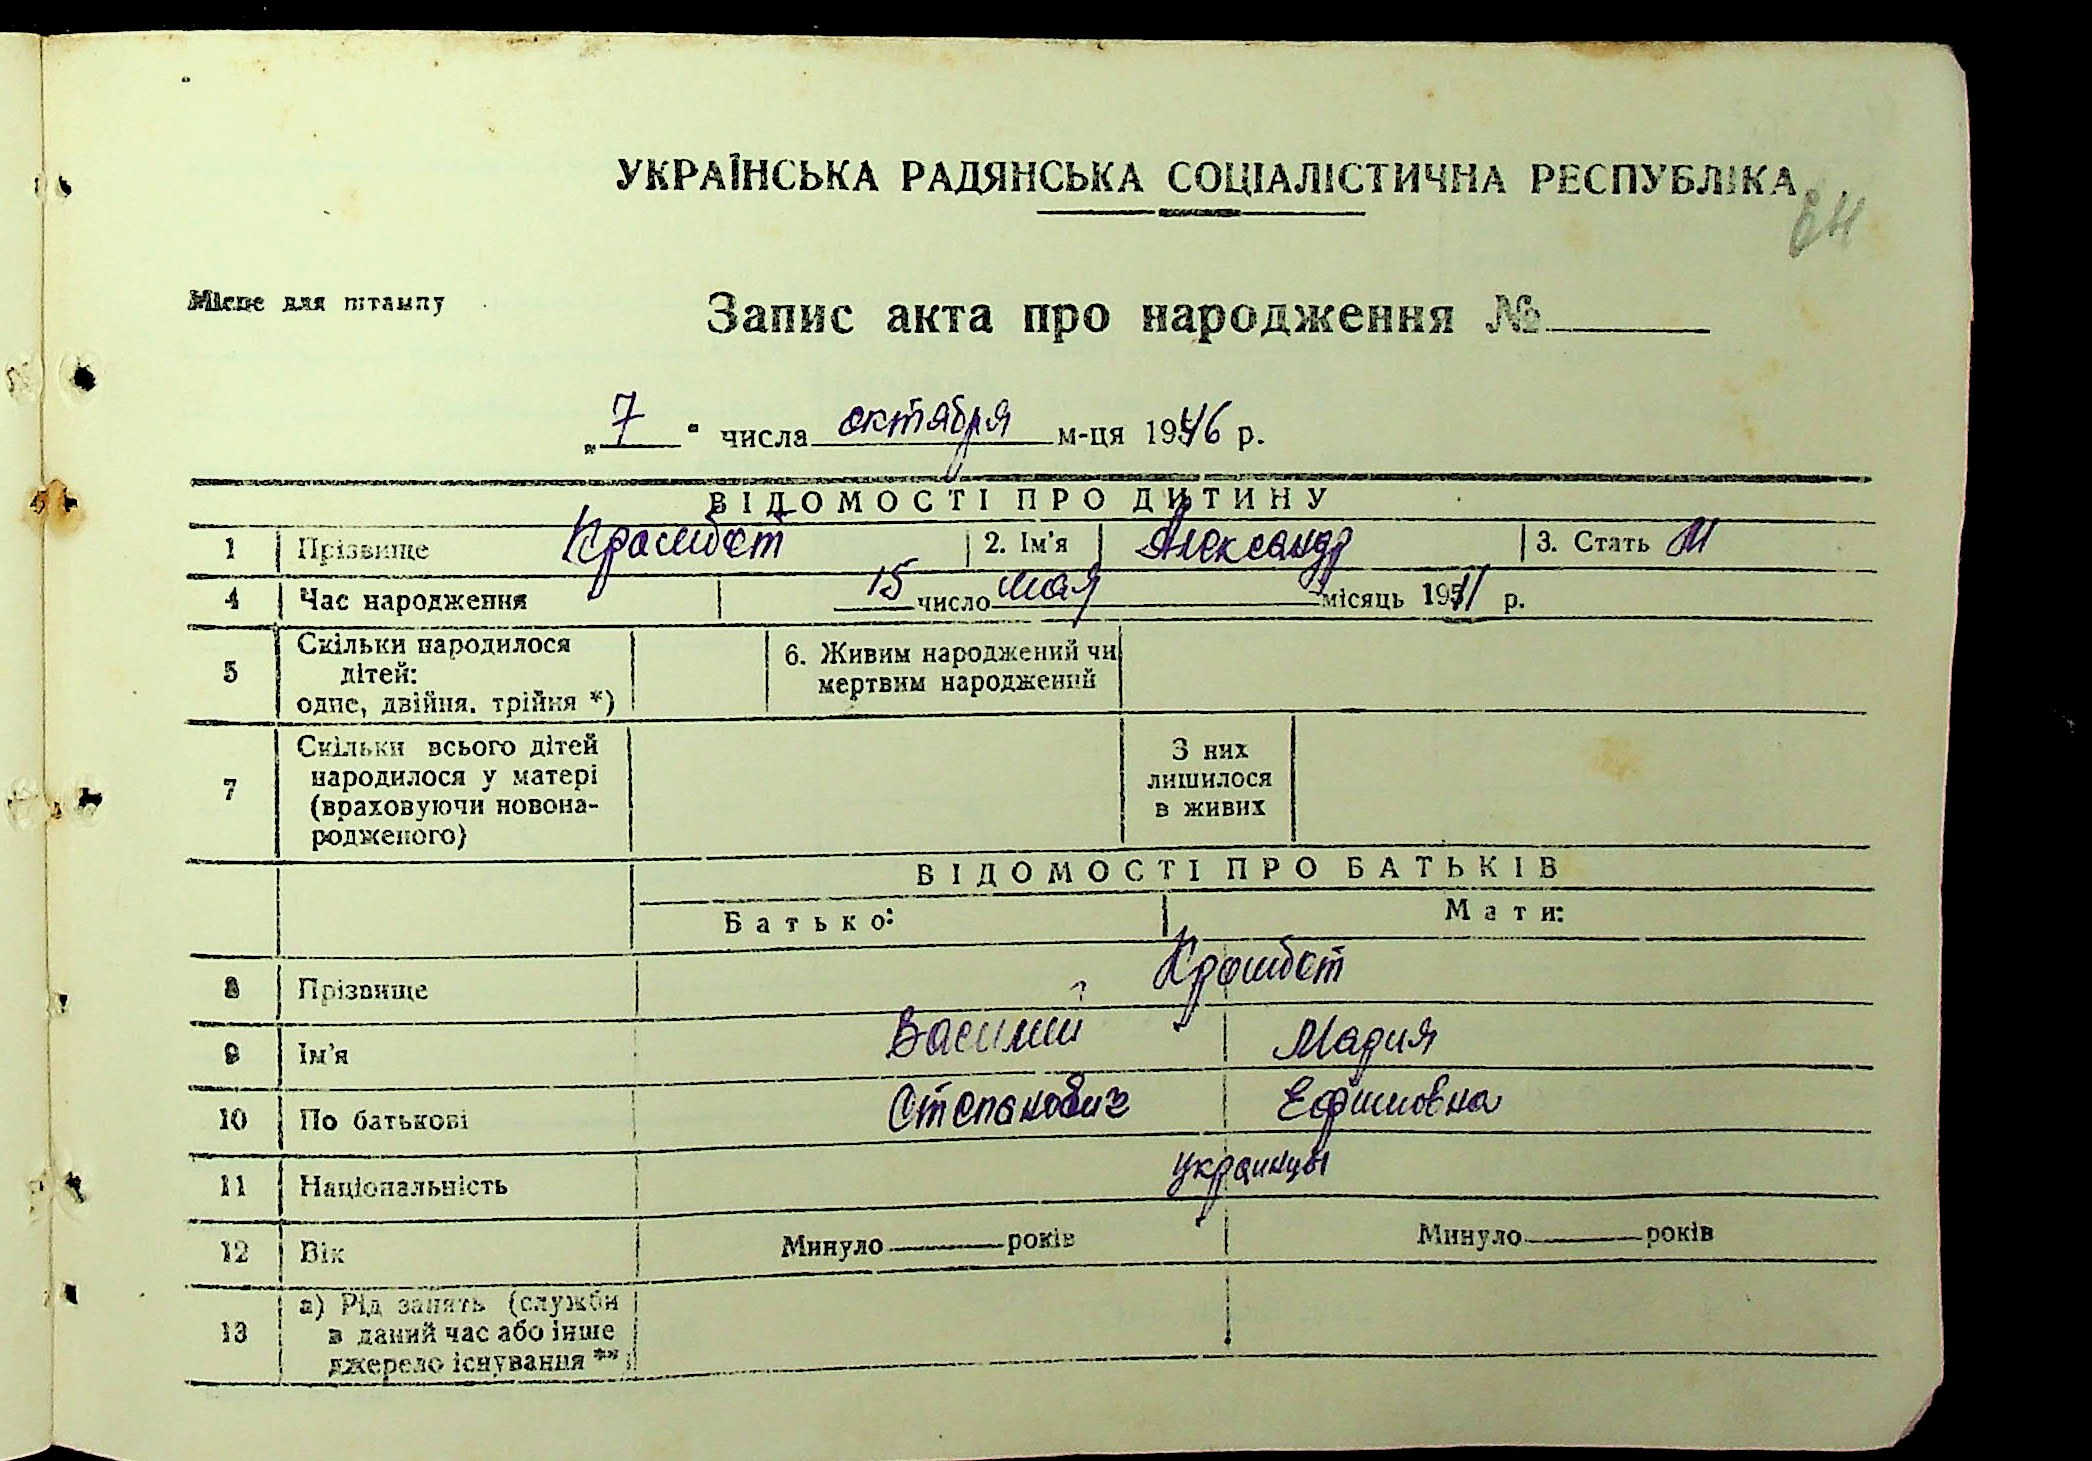 УКРАЇНСЬКА РАДЯНСЬКА СОЦІАЛІСТИЧНА РЕСПУБЛІКА
64
Місце для штампу
Запис акта про народження №
„7" числа октября м-ця 1946 р.
ВІДОМОСТІ ПРО ДИТИНУ
1 Прізвище 2. Ім'я Александр 3. Стать М
4 Час народження 15 число мая місяць 1941 р.
5 Скільки народилося дітей: одне, двійня, трійня *)
6. Живим народжений чи мертвим народжений
7 Скільки всього дітей народилося у матері (враховуючи новонародженого)
З них лишилося в живих
ВІДОМОСТІ ПРО БАТЬКІВ
Батько: Мати:
8 Прізвище
9 Ім'я Василий Мария
10 По батькові Степанович Ефимовна
11 Національність украинцы
12 Вік Минуло років Минуло років
13 а) Рід занять (служби в даний час або інше джерело існування **